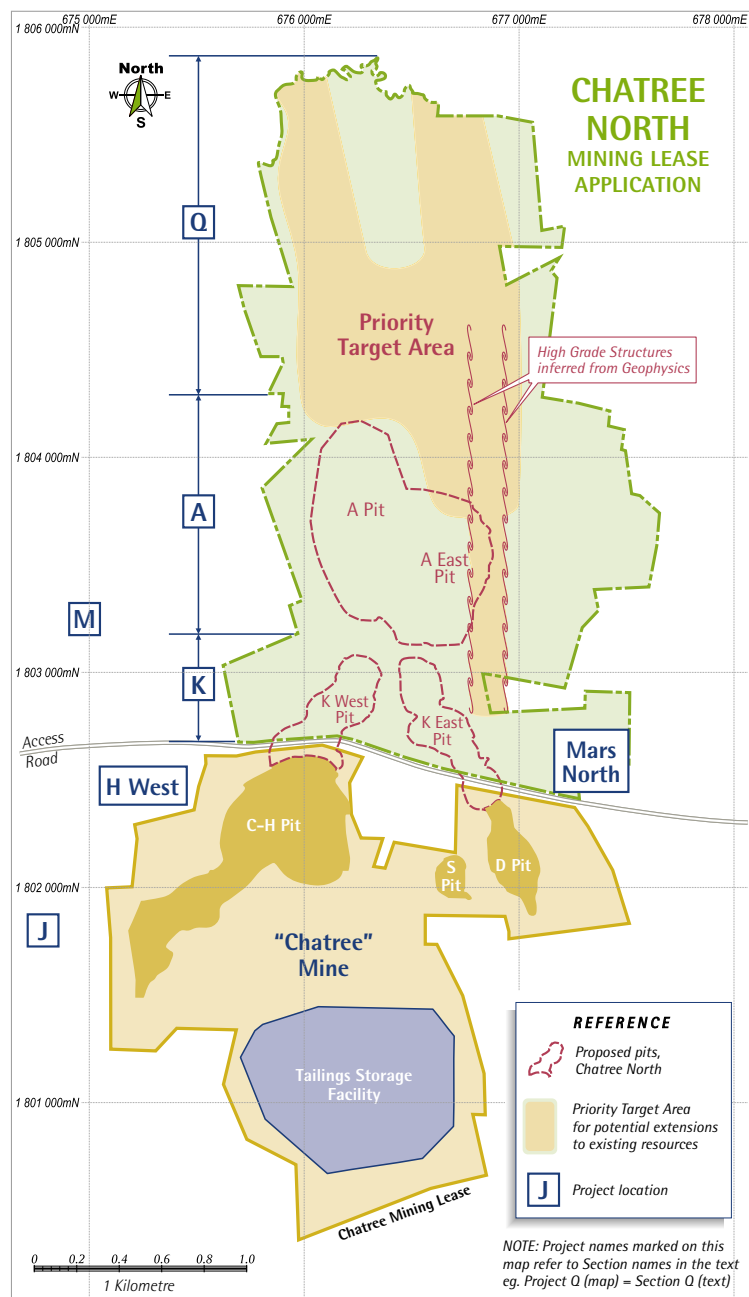 675 000mE
676 000mE
677 000mE
678 000mE
1 806 000mN
North
W
E
S
CHATREE
NORTH
MINING LEASE
APPLICATION
Q
1 805 000mN
Priority
Target Area
High Grade Structures
inferred from Geophysics
1 804 000mN
A
A Pit
A East
Pit
M
1 803 000mN
K
K West
Pit
K East
Pit
Access
Road
Mars
North
H West
C-H Pit
S
Pit
D Pit
1 802 000mN
J
"Chatree"
Mine
Tailings Storage
Facility
1 801 000mN
Chatree Mining Lease
REFERENCE
Proposed pits,
Chatree North
Priority Target Area
for potential extensions
to existing resources
J
Project location
0 0.2 0.4 0.6 0.8 1.0
1 Kilometre
NOTE: Project names marked on this
map refer to Section names in the text
eg. Project Q (map) = Section Q (text)